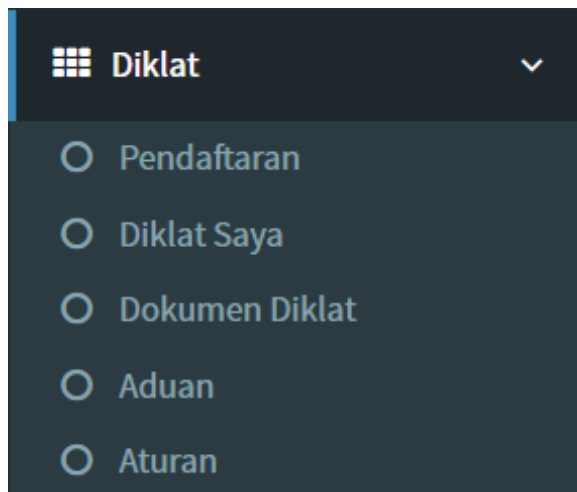 Diklat
Pendaftaran
Diklat Saya
Dokumen Diklat
Aduan
Aturan